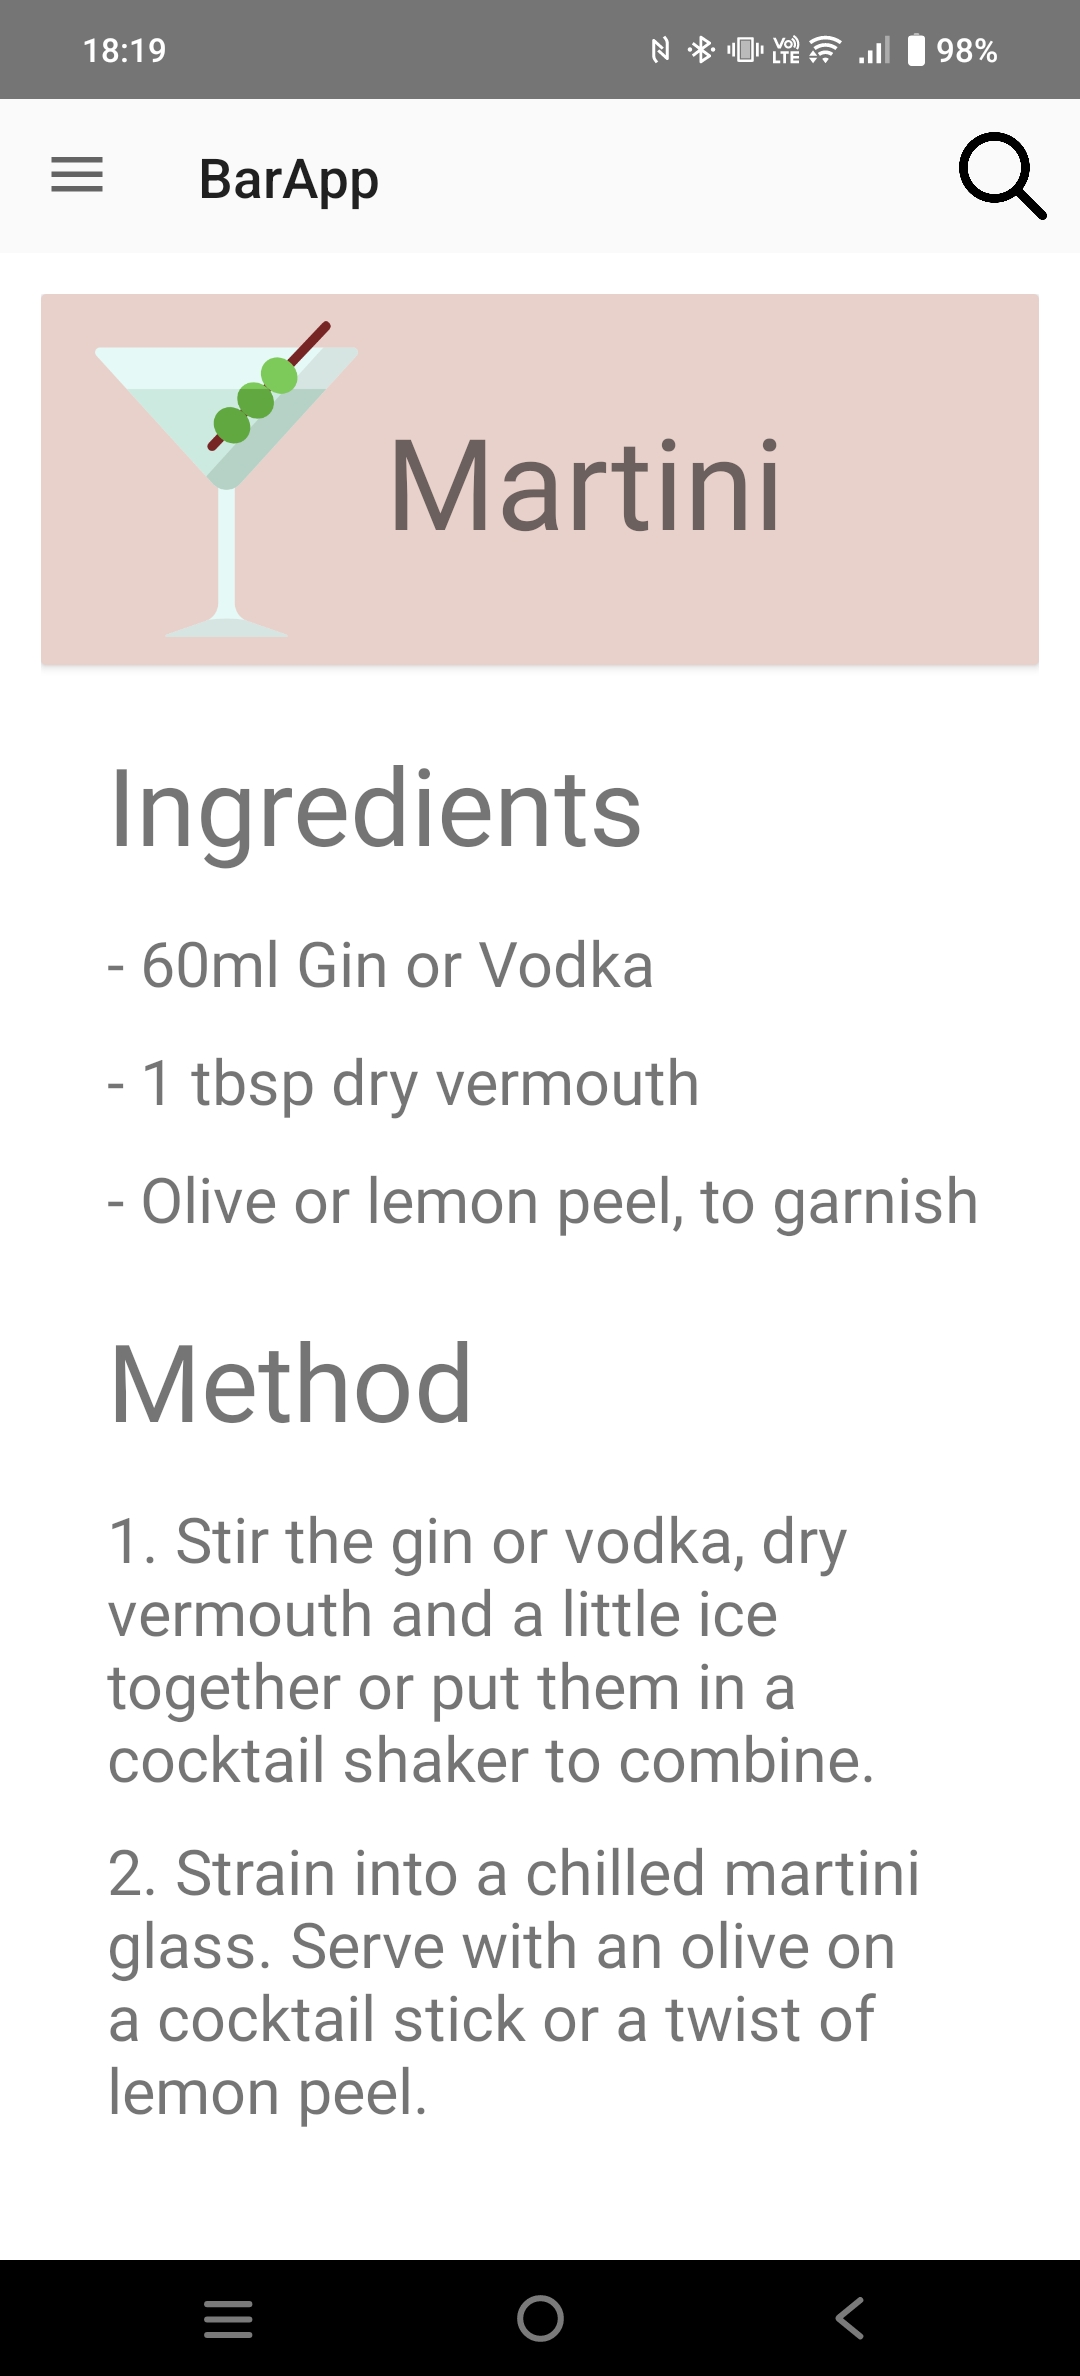 18:19
Vo) LTE 98%
BarApp
Martini
Ingredients
- 60ml Gin or Vodka
- 1 tbsp dry vermouth
- Olive or lemon peel, to garnish
Method
1. Stir the gin or vodka, dry
vermouth and a little ice
together or put them in a
cocktail shaker to combine.
2. Strain into a chilled martini
glass. Serve with an olive on
a cocktail stick or a twist of
lemon peel.